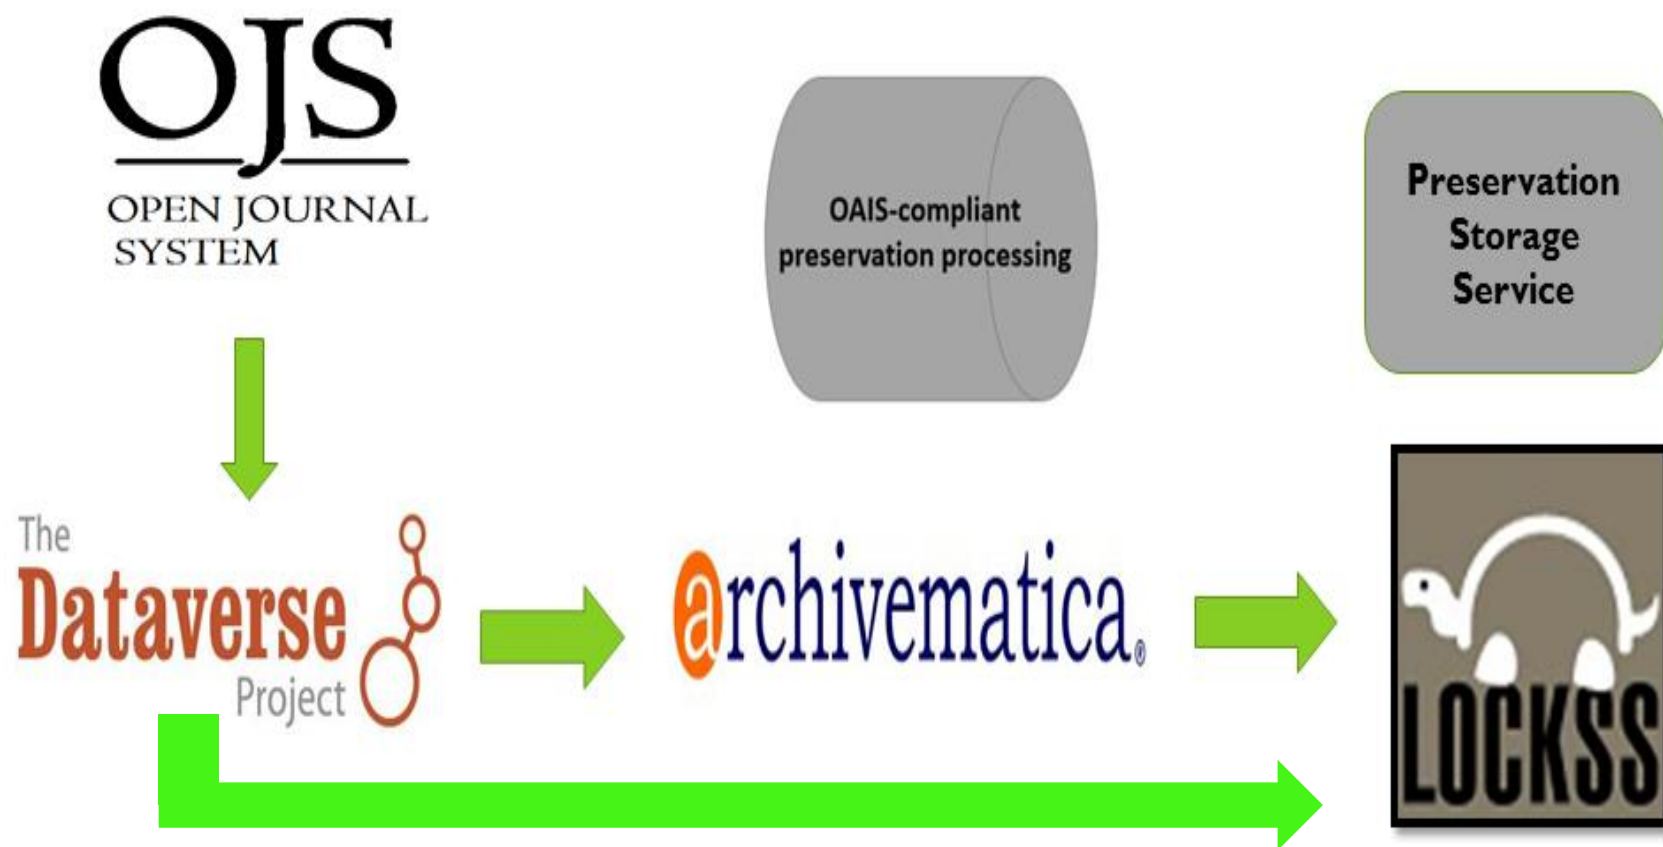 OJS
OPEN JOURNAL
SYSTEM
OAIS-compliant
preservation processing
Preservation
Storage
Service
The
Dataverse
Project
archivematica®
LOCKSS